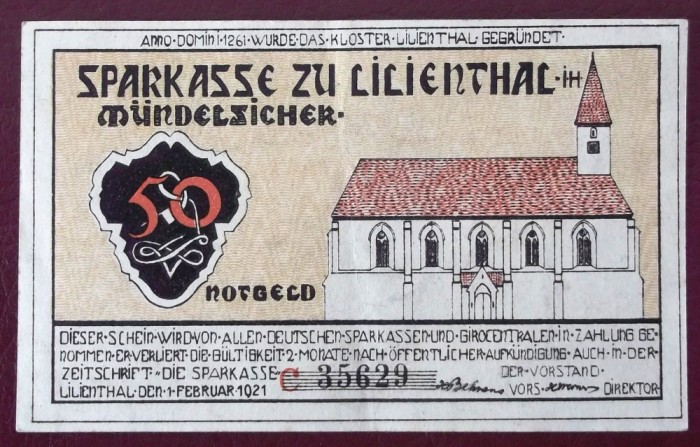 ANNO·DOMINI·1261·WURDE·DAS·KLOSTER·LILIENTHAL·GEGRÜNDET·
SPARKASSE ZU LILIENTHAL·IH
MÜNDELSICHER·
50
NOTGELD
DIESER·SCHEIN·WIRD·VON·ALLEN·DEUTSCHEN·SPARKASSEN·UND·GIROCENTRALEN·IN·ZAHLUNG GE-
NOMMEN·ER·VERLIERT·DIE·GÜLTIGKEIT·2·MONATE·NACH·ÖFFENTLICHER·AUFKÜNDIGUNG·AUCH·IN·DER
ZEITSCHRIFT·"DIE SPARKASSE" C 35629 DER·VORSTAND·
LILIENTHAL·DEN·1·FEBRUAR·1921 VORS· DIREKTOR